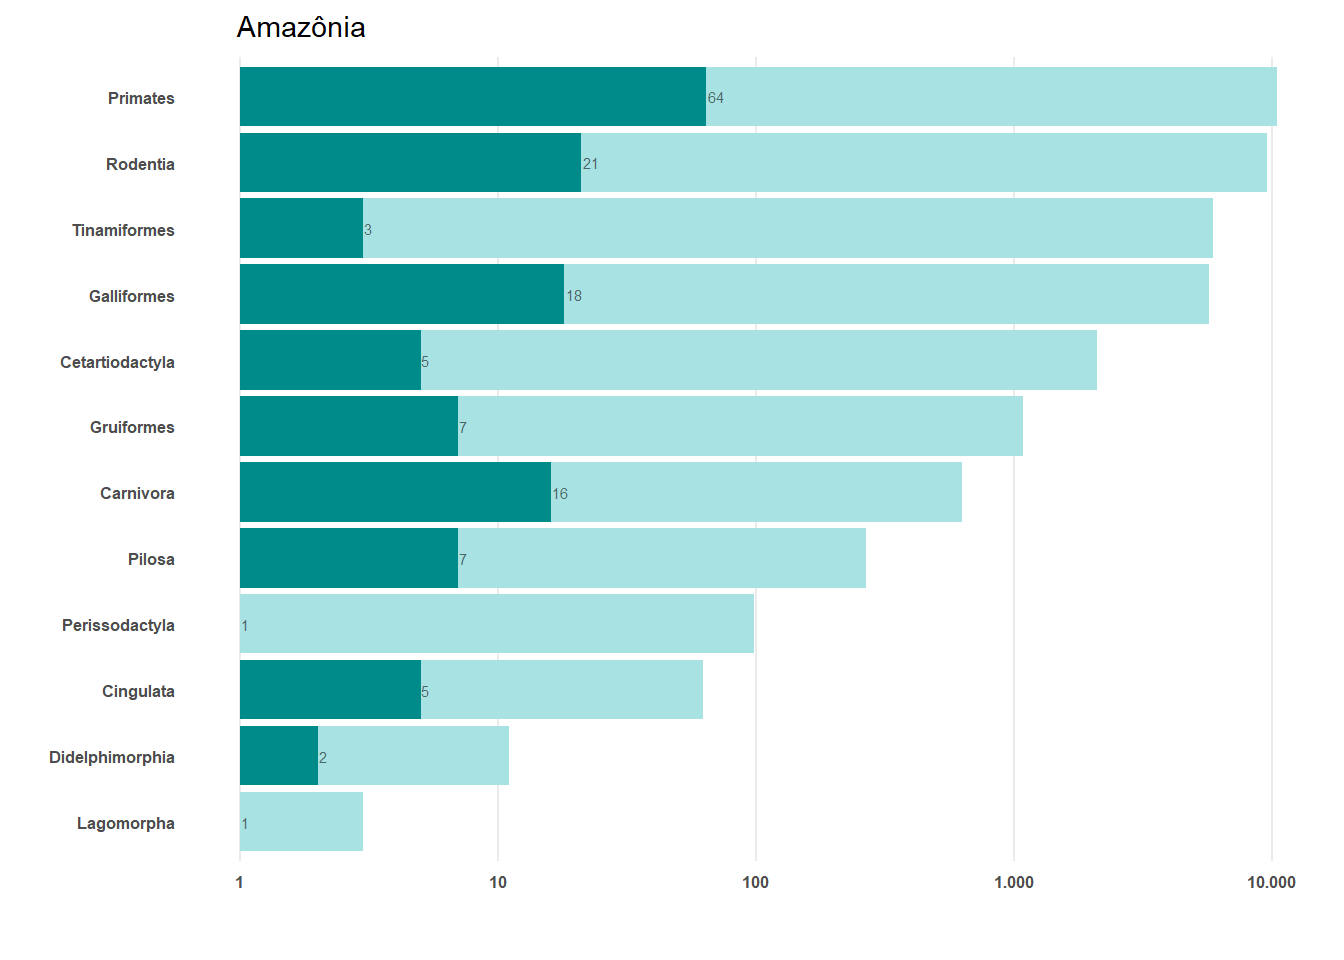 Amazônia
Primates 64
Rodentia 21
Tinamiformes 3
Galliformes 18
Cetartiodactyla 5
Gruiformes 7
Carnivora 16
Pilosa 7
Perissodactyla 1
Cingulata 5
Didelphimorphia 2
Lagomorpha 1
1 10 100 1.000 10.000